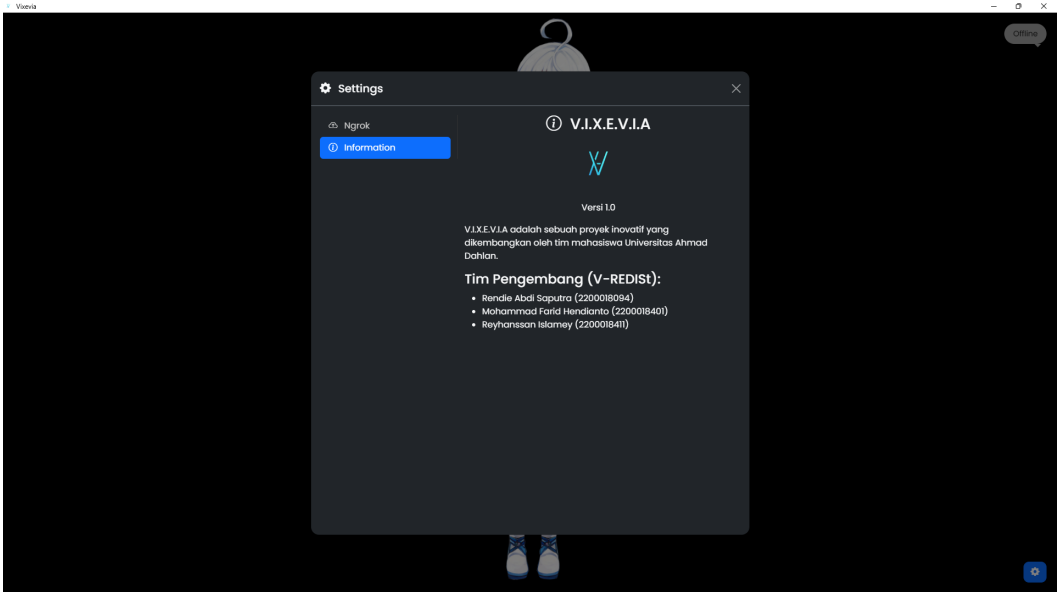 Vixevia
Offline
Settings
Ngrok
Information
V.I.X.E.V.I.A
Versi 1.0
V.I.X.E.V.I.A adalah sebuah proyek inovatif yang
dikembangkan oleh tim mahasiswa Universitas Ahmad
Dahlan.
Tim Pengembang (V-REDISt):
• Rendie Abdi Saputra (2200018094)
• Mohammad Farid Hendianto (2200018401)
• Reyhanssan Islamey (2200018411)